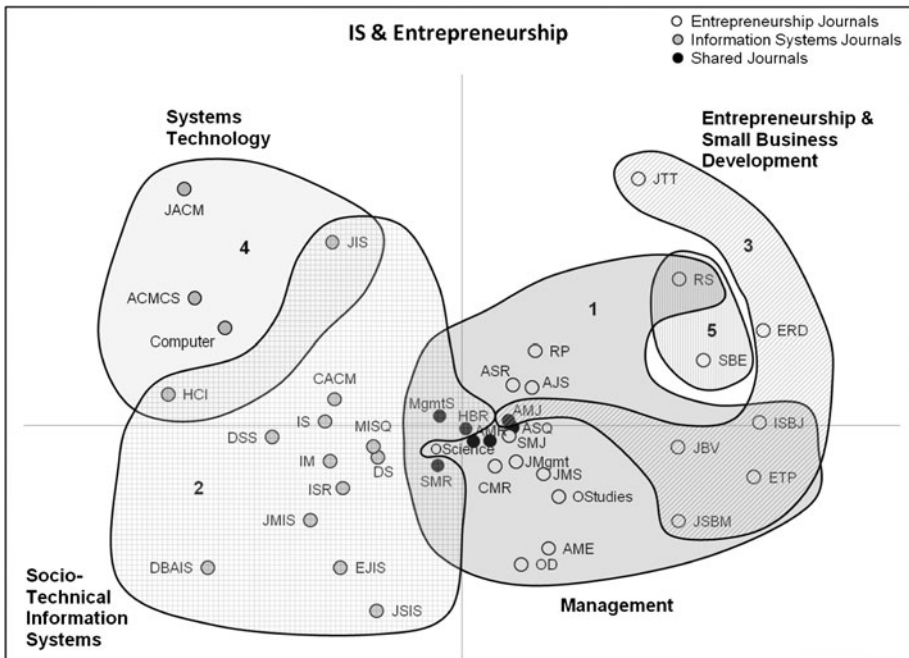 IS & Entrepreneurship
Entrepreneurship Journals
Information Systems Journals
Shared Journals
Systems
Technology
Entrepreneurship &
Small Business
Development
JTT
JACM
4
JIS
3
RS
ACMCS
1
Computer
5
ERD
RP
SBE
ASR
AJS
HCI
CACM
MgmtS
HBR
AMJ
IS
MISQ
AMR
ASQ
ISBJ
DSS
SMJ
OScience
JBV
IM
DS
JMgmt
ETP
SMR
CMR
JMS
2
ISR
OStudies
JMIS
JSBM
AME
DBAIS
EJIS
OD
Socio-
Technical
Information
Systems
JSIS
Management